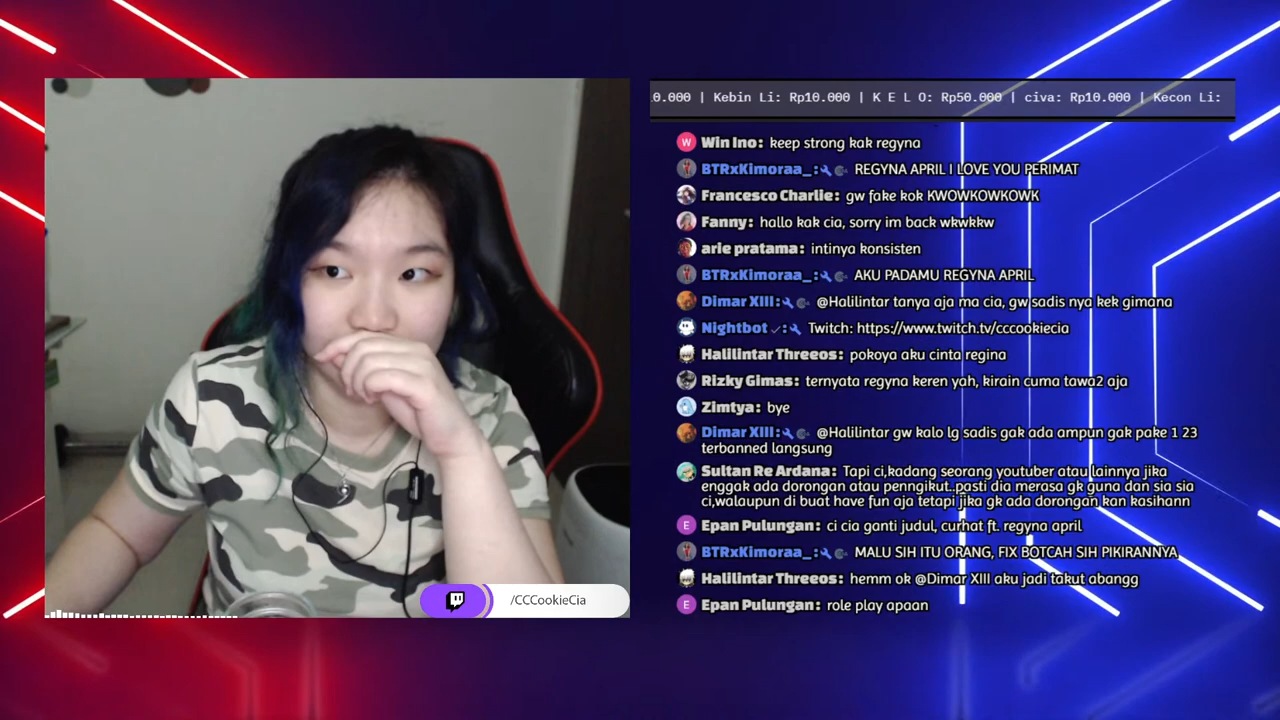 0.000 | Kebin Li: Rp10.000 | K E L O: Rp50.000 | civa: Rp10.000 | Kecon Li:
W Win Ino: keep strong kak regyna
BTRxKimoraa_: REGYNA APRIL I LOVE YOU PERIMAT
Francesco Charlie: gw fake kok KWOWKOWKOWK
Fanny: hallo kak cia, sorry im back wkwkkw
arie pratama: intinya konsisten
BTRxKimoraa_: AKU PADAMU REGYNA APRIL
Dimar XIII: @Halilintar tanya aja ma cia, gw sadis nya kek gimana
Nightbot: Twitch: https://www.twitch.tv/cccookiecia
Halilintar Threeos: pokoya aku cinta regina
Rizky Gimas: ternyata regyna keren yah, kirain cuma tawa2 aja
Zimtya: bye
Dimar XIII: @Halilintar gw kalo lg sadis gak ada ampun gak pake 1 23
terbanned langsung
Sultan Re Ardana: Tapi ci,kadang seorang youtuber atau lainnya jika
enggak ada dorongan atau penngikut..pasti dia merasa gk guna dan sia sia
ci,walaupun di buat have fun aja tetapi jika gk ada dorongan kan kasihann
E Epan Pulungan: ci cia ganti judul, curhat ft. regyna april
BTRxKimoraa_: MALU SIH ITU ORANG, FIX BOTCAH SIH PIKIRANNYA
Halilintar Threeos: hemm ok @Dimar XIII aku jadi takut abangg
E Epan Pulungan: role play apaan
/CCCookieCia